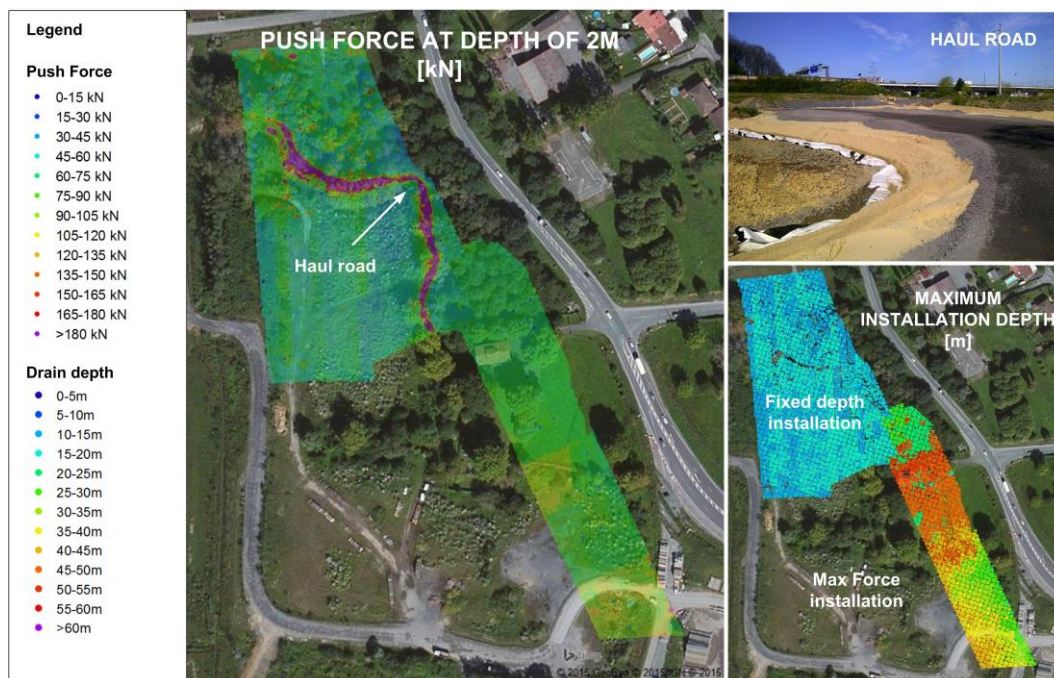 Legend
Push Force
0-15 kN
15-30 kN
30-45 kN
45-60 kN
60-75 kN
75-90 kN
90-105 kN
105-120 kN
120-135 kN
135-150 kN
150-165 kN
165-180 kN
>180 kN
Drain depth
0-5m
5-10m
10-15m
15-20m
20-25m
25-30m
30-35m
35-40m
40-45m
45-50m
50-55m
55-60m
>60m
PUSH FORCE AT DEPTH OF 2M
[kN]
Haul road
HAUL ROAD
MAXIMUM
INSTALLATION DEPTH
[m]
Fixed depth
installation
Max Force
installation